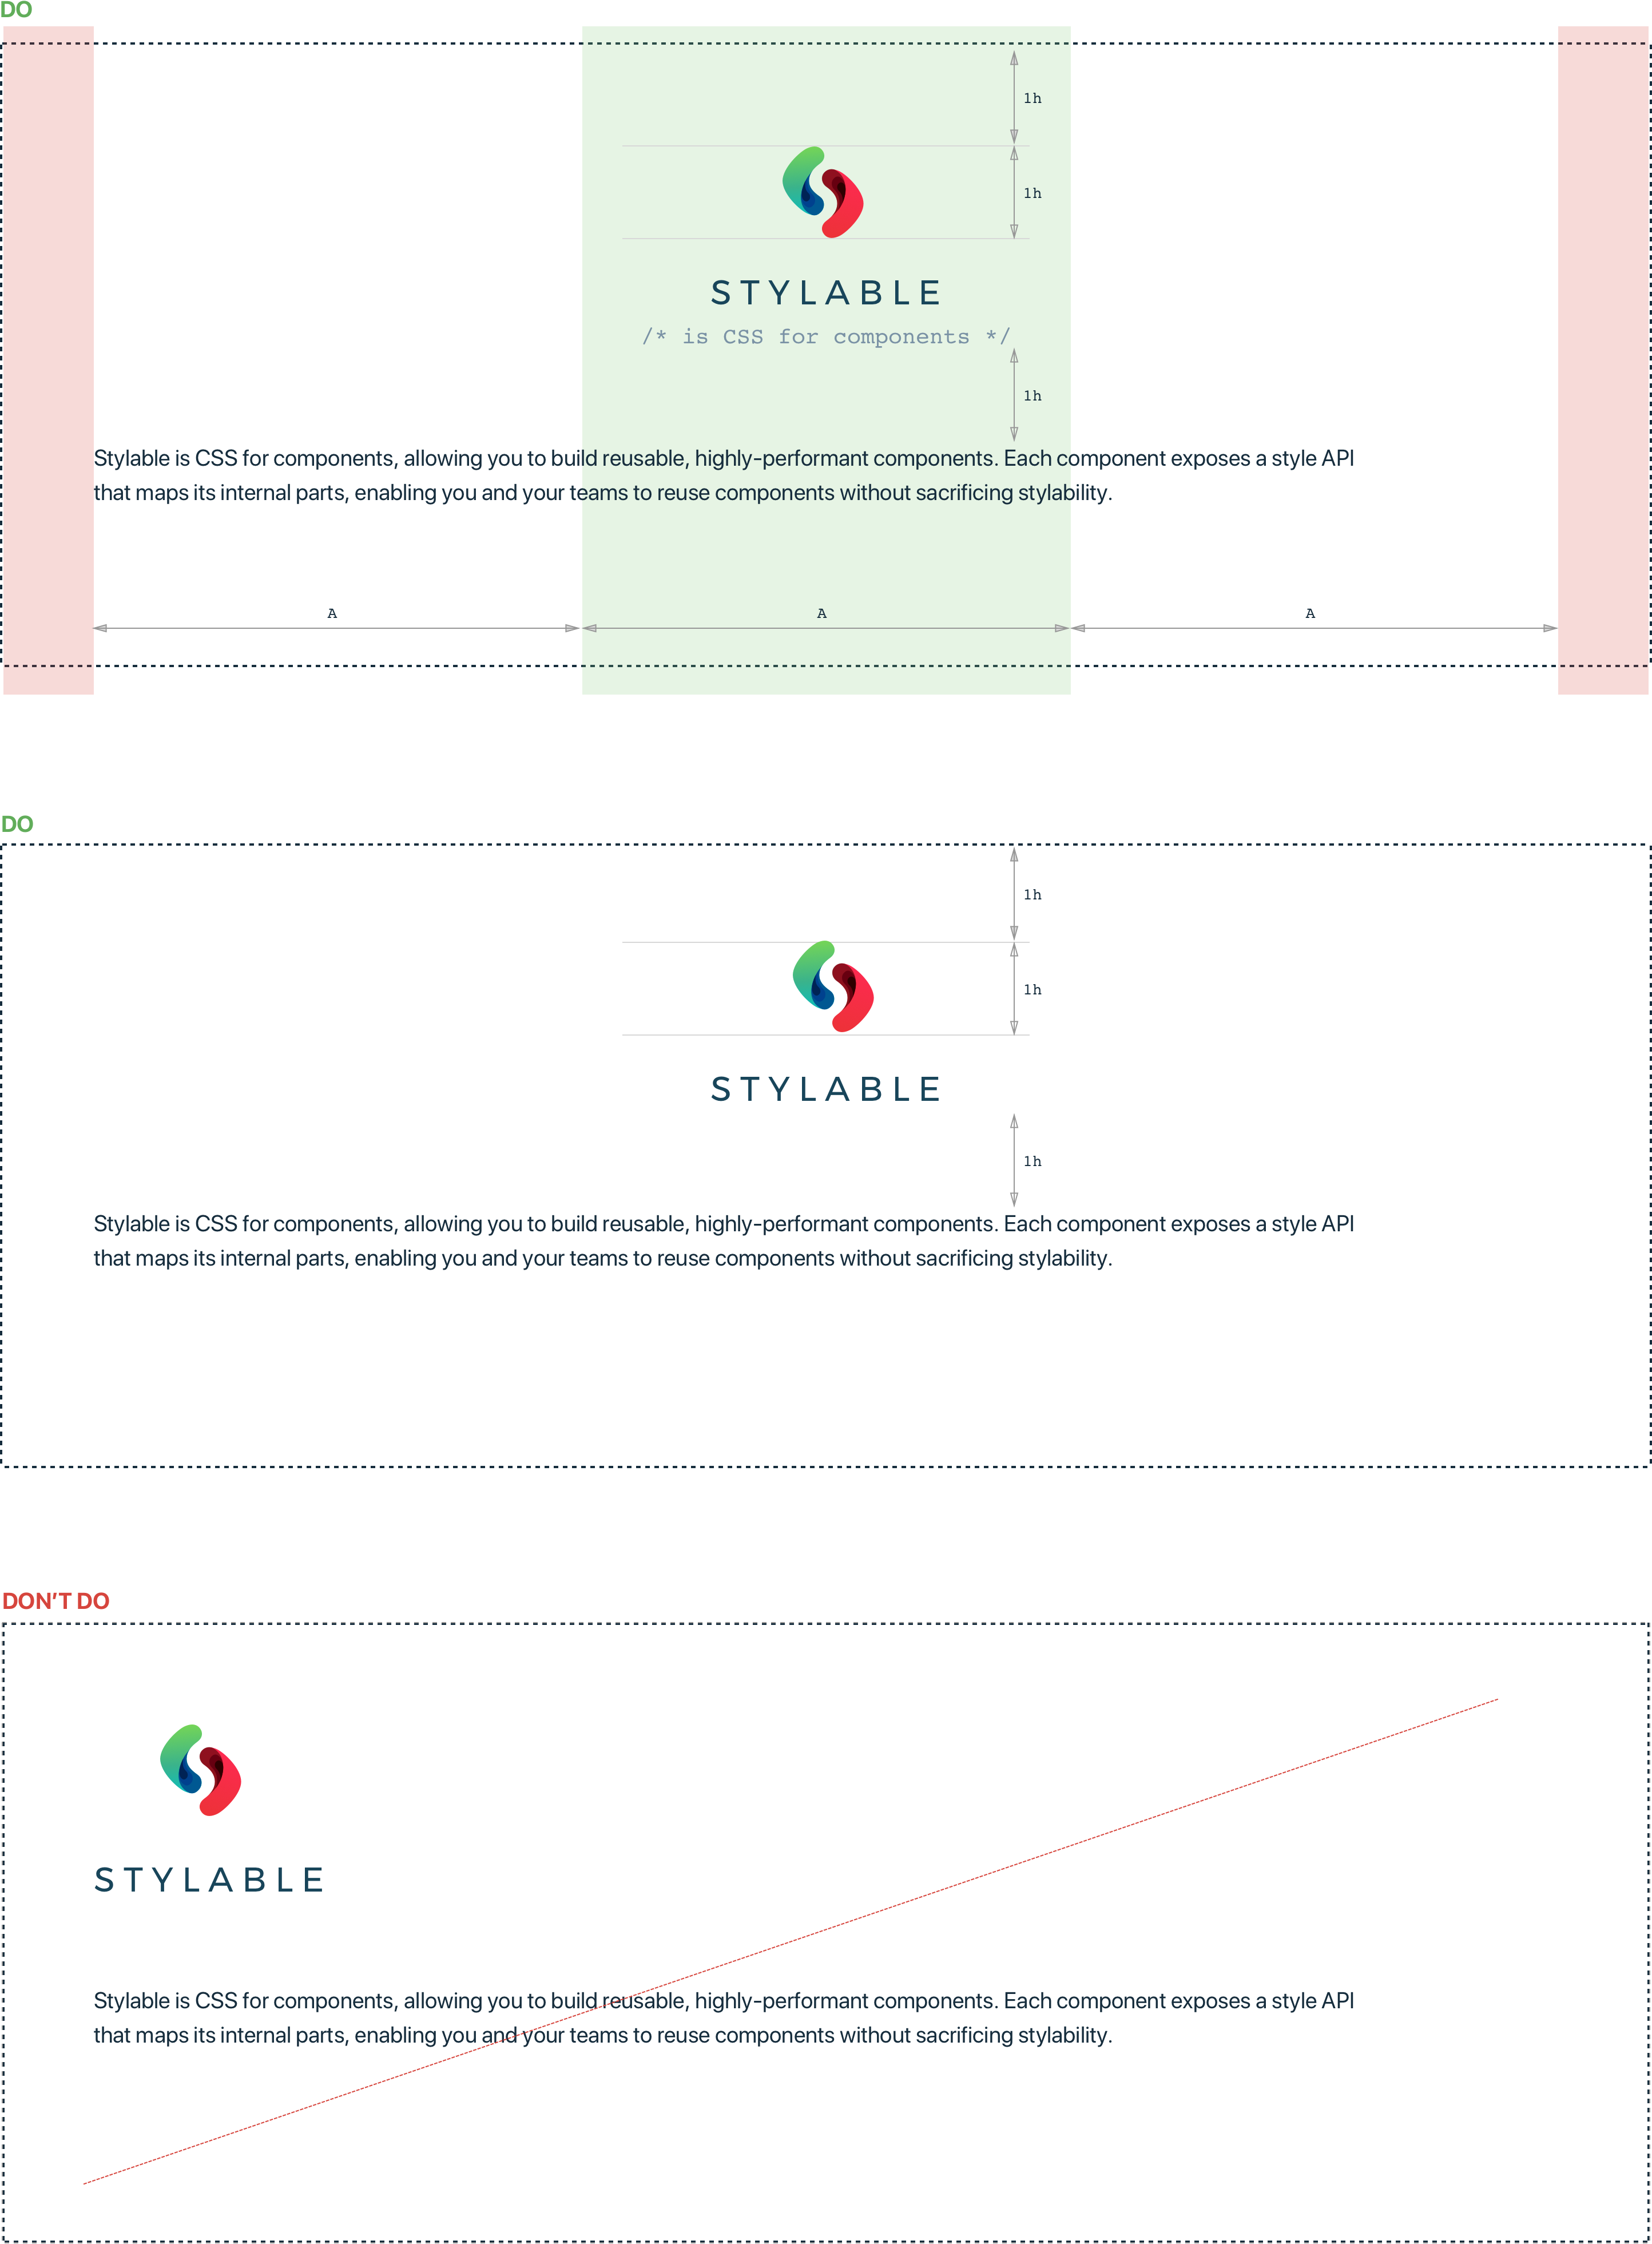 DO
1h
1h
STYLABLE
/* is CSS for components */
1h
Stylable is CSS for components, allowing you to build reusable, highly-performant components. Each component exposes a style API
that maps its internal parts, enabling you and your teams to reuse components without sacrificing stylability.
A A A
DO
1h
1h
STYLABLE
1h
Stylable is CSS for components, allowing you to build reusable, highly-performant components. Each component exposes a style API
that maps its internal parts, enabling you and your teams to reuse components without sacrificing stylability.
DON'T DO
STYLABLE
Stylable is CSS for components, allowing you to build reusable, highly-performant components. Each component exposes a style API
that maps its internal parts, enabling you and your teams to reuse components without sacrificing stylability.